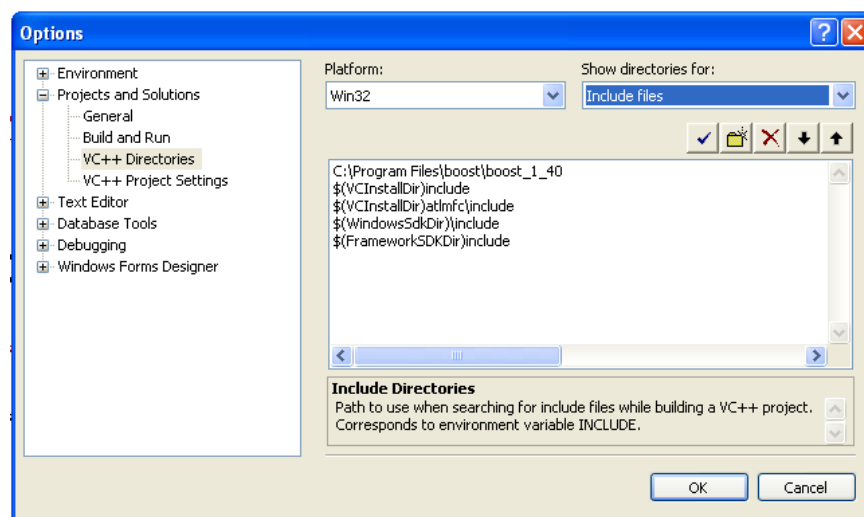 Options
Environment
Projects and Solutions
General
Build and Run
VC++ Directories
VC++ Project Settings
Text Editor
Database Tools
Debugging
Windows Forms Designer
Platform:
Win32
Show directories for:
Include files
C:\Program Files\boost\boost_1_40
$(VCInstallDir)include
$(VCInstallDir)atlmfc\include
$(WindowsSdkDir)\include
$(FrameworkSDKDir)include
Include Directories
Path to use when searching for include files while building a VC++ project.
Corresponds to environment variable INCLUDE.
OK
Cancel